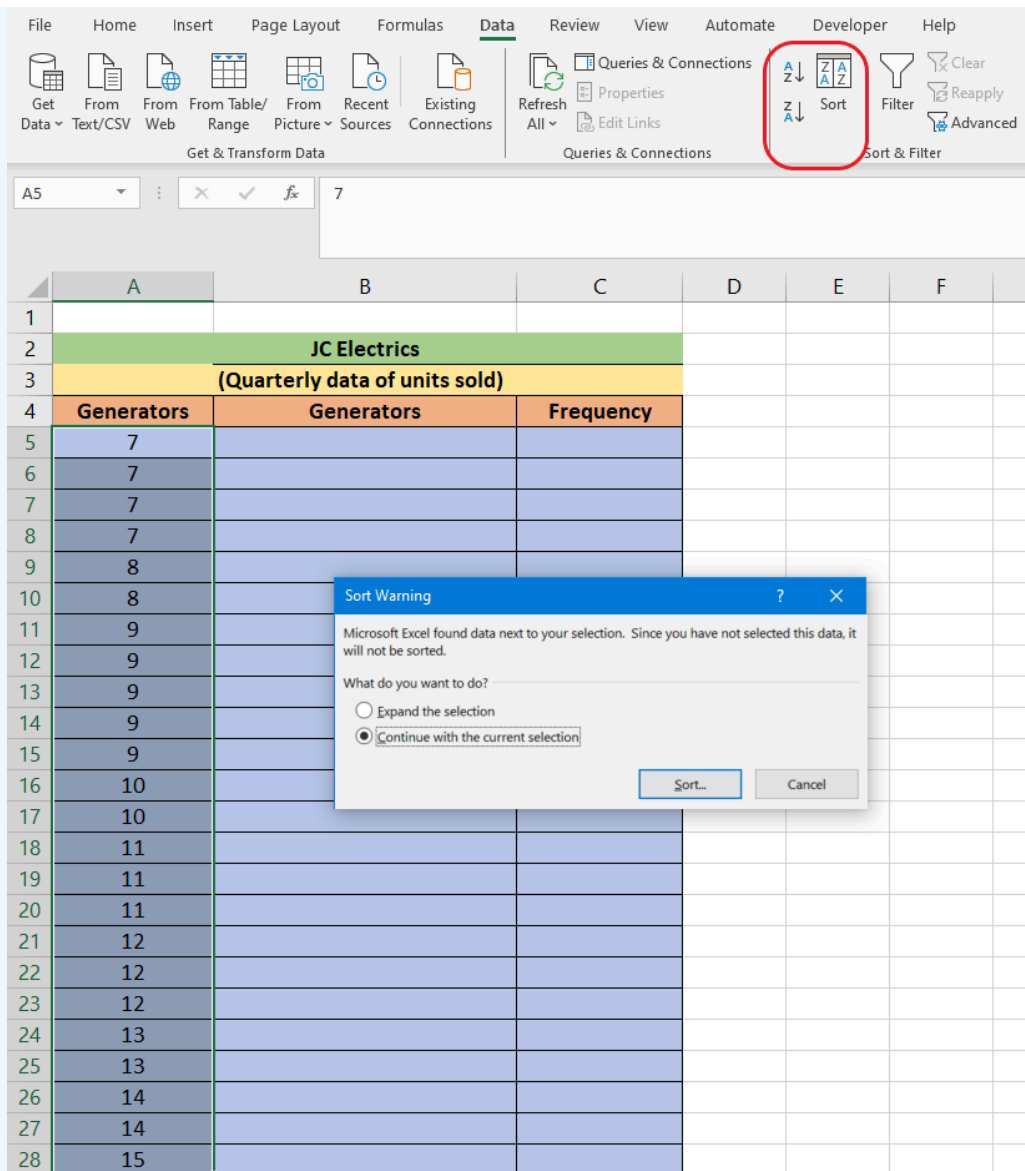 File Home Insert Page Layout Formulas Data Review View Automate Developer Help
Get Data From Text/CSV From Web From Table/ Range From Picture Recent Sources Existing Connections
Get & Transform Data
Refresh All Queries & Connections Properties Edit Links
Queries & Connections
A Z Z A Z A A Z Sort Filter Clear Reapply Advanced
Sort & Filter
A5 fx 7
A B C D E F
1
2 JC Electrics
3 (Quarterly data of units sold)
4 Generators Generators Frequency
5 7
6 7
7 7
8 7
9 8
10 8
11 9
12 9
13 9
14 9
15 9
16 10
17 10
18 11
19 11
20 11
21 12
22 12
23 12
24 13
25 13
26 14
27 14
28 15
Sort Warning ?
Microsoft Excel found data next to your selection. Since you have not selected this data, it
will not be sorted.
What do you want to do?
Expand the selection
Continue with the current selection
Sort... Cancel